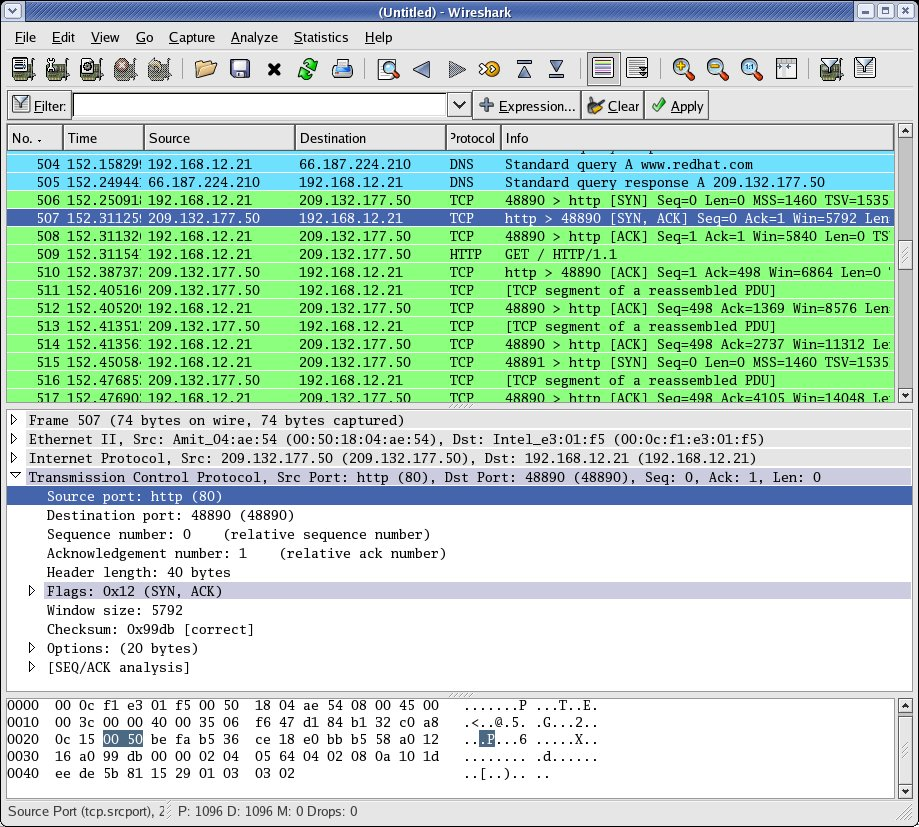 (Untitled) - Wireshark
File Edit View Go Capture Analyze Statistics Help
Filter: Expression... Clear Apply
No. . Time Source Destination Protocol Info
504 152.15829 192.168.12.21 66.187.224.210 DNS Standard query A www.redhat.com
505 152.24944 66.187.224.210 192.168.12.21 DNS Standard query response A 209.132.177.50
506 152.25091 192.168.12.21 209.132.177.50 TCP 48890 > http [SYN] Seq=0 Len=0 MSS=1460 TSV=1535
507 152.31125 209.132.177.50 192.168.12.21 TCP http > 48890 [SYN, ACK] Seq=0 Ack=1 Win=5792 Len
508 152.31132 192.168.12.21 209.132.177.50 TCP 48890 > http [ACK] Seq=1 Ack=1 Win=5840 Len=0 TS
509 152.31154 192.168.12.21 209.132.177.50 HTTP GET / HTTP/1.1
510 152.38737 209.132.177.50 192.168.12.21 TCP http > 48890 [ACK] Seq=1 Ack=498 Win=6864 Len=0
511 152.40516 209.132.177.50 192.168.12.21 TCP [TCP segment of a reassembled PDU]
512 152.40520 192.168.12.21 209.132.177.50 TCP 48890 > http [ACK] Seq=498 Ack=1369 Win=8576 Len
513 152.41351 209.132.177.50 192.168.12.21 TCP [TCP segment of a reassembled PDU]
514 152.41356 192.168.12.21 209.132.177.50 TCP 48890 > http [ACK] Seq=498 Ack=2737 Win=11312 Le
515 152.45058 192.168.12.21 209.132.177.50 TCP 48891 > http [SYN] Seq=0 Len=0 MSS=1460 TSV=1535
516 152.47685 209.132.177.50 192.168.12.21 TCP [TCP segment of a reassembled PDU]
517 152.47690 192.168.12.21 209.132.177.50 TCP 48890 > http [ACK] Seq=498 Ack=4105 Win=14048 Le
Frame 507 (74 bytes on wire, 74 bytes captured)
Ethernet II, Src: Amit_04:ae:54 (00:50:18:04:ae:54), Dst: Intel_e3:01:f5 (00:0c:f1:e3:01:f5)
Internet Protocol, Src: 209.132.177.50 (209.132.177.50), Dst: 192.168.12.21 (192.168.12.21)
Transmission Control Protocol, Src Port: http (80), Dst Port: 48890 (48890), Seq: 0, Ack: 1, Len: 0
Source port: http (80)
Destination port: 48890 (48890)
Sequence number: 0 (relative sequence number)
Acknowledgement number: 1 (relative ack number)
Header length: 40 bytes
Flags: 0x12 (SYN, ACK)
Window size: 5792
Checksum: 0x99db [correct]
Options: (20 bytes)
[SEQ/ACK analysis]
0000 00 0c f1 e3 01 f5 00 50 18 04 ae 54 08 00 45 00 .......P ...T..E.
0010 00 3c 00 00 40 00 35 06 f6 47 d1 84 b1 32 c0 a8 .<..@.5. .G...2..
0020 0c 15 00 50 be fa b5 36 ce 18 e0 bb b5 58 a0 12 ...P...6 .....X..
0030 16 a0 99 db 00 00 02 04 05 64 04 02 08 0a 10 1d ........ .d......
0040 ee de 5b 81 15 29 01 03 03 02 ..[..).. ..
Source Port (tcp.srcport), 2 P: 1096 D: 1096 M: 0 Drops: 0